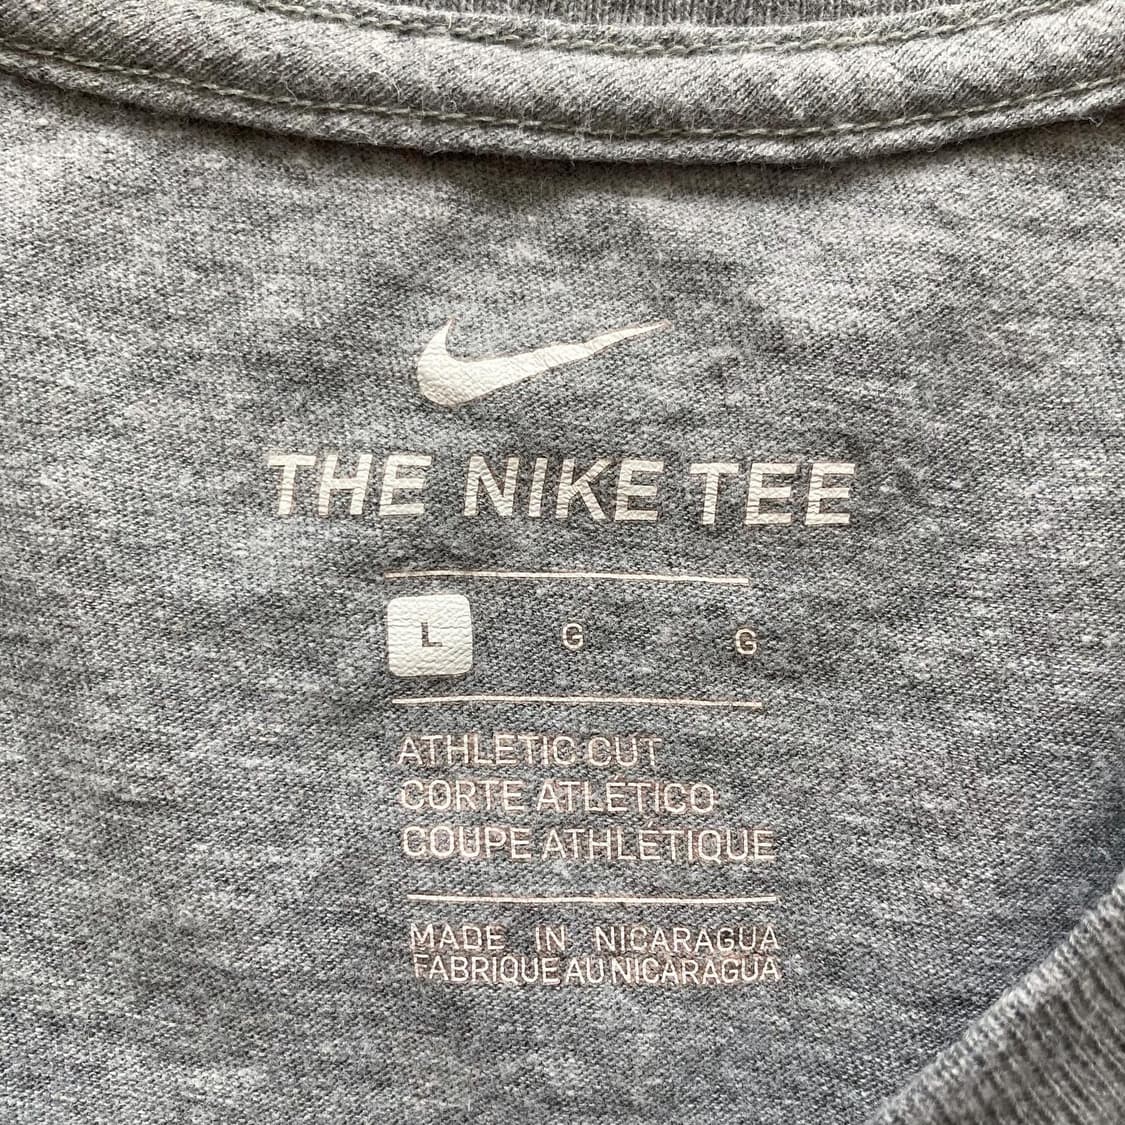 THE NIKE TEE
L G G
ATHLETIC CUT
CORTE ATLÉTICO
COUPE ATHLÉTIQUE
MADE IN NICARAGUA
FABRIQUE AU NICARAGUA